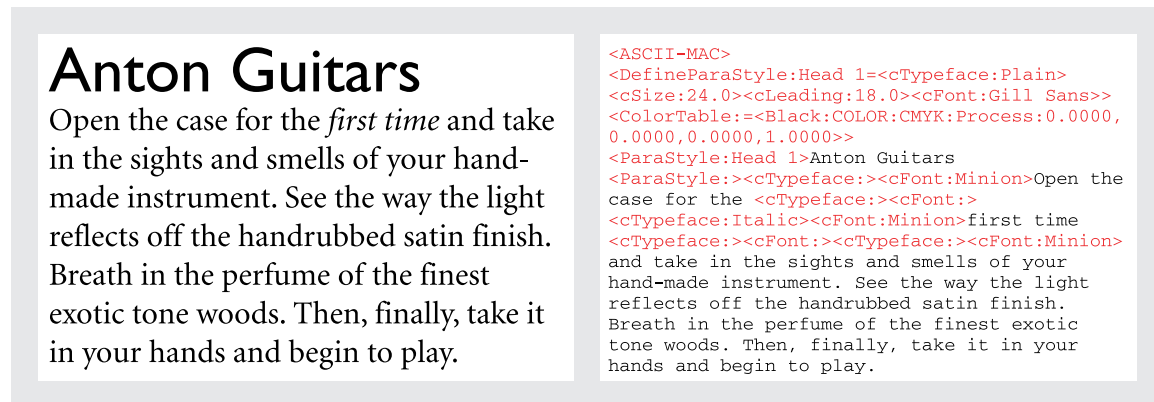 Anton Guitars
Open the case for the first time and take
in the sights and smells of your hand-
made instrument. See the way the light
reflects off the handrubbed satin finish.
Breath in the perfume of the finest
exotic tone woods. Then, finally, take it
in your hands and begin to play.
<ASCII-MAC>
<DefineParaStyle:Head 1=<cTypeface:Plain>
<cSize:24.0><cLeading:18.0><cFont:Gill Sans>>
<ColorTable:=<Black:COLOR:CMYK:Process:0.0000,
0.0000,0.0000,1.0000>>
<ParaStyle:Head 1>Anton Guitars
<ParaStyle:><cTypeface:><cFont:Minion>Open the
case for the <cTypeface:><cFont:>
<cTypeface:Italic><cFont:Minion>first time
<cTypeface:><cFont:><cTypeface:><cFont:Minion>
and take in the sights and smells of your
hand-made instrument. See the way the light
reflects off the handrubbed satin finish.
Breath in the perfume of the finest exotic
tone woods. Then, finally, take it in your
hands and begin to play.